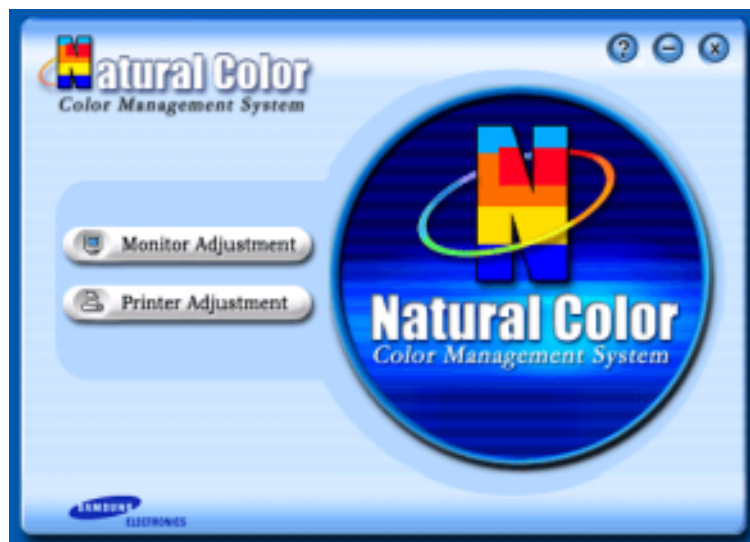 Natural Color
Color Management System
?
Monitor Adjustment
Printer Adjustment
N
Natural Color
Color Management System
SAMSUNG
ELECTRONICS